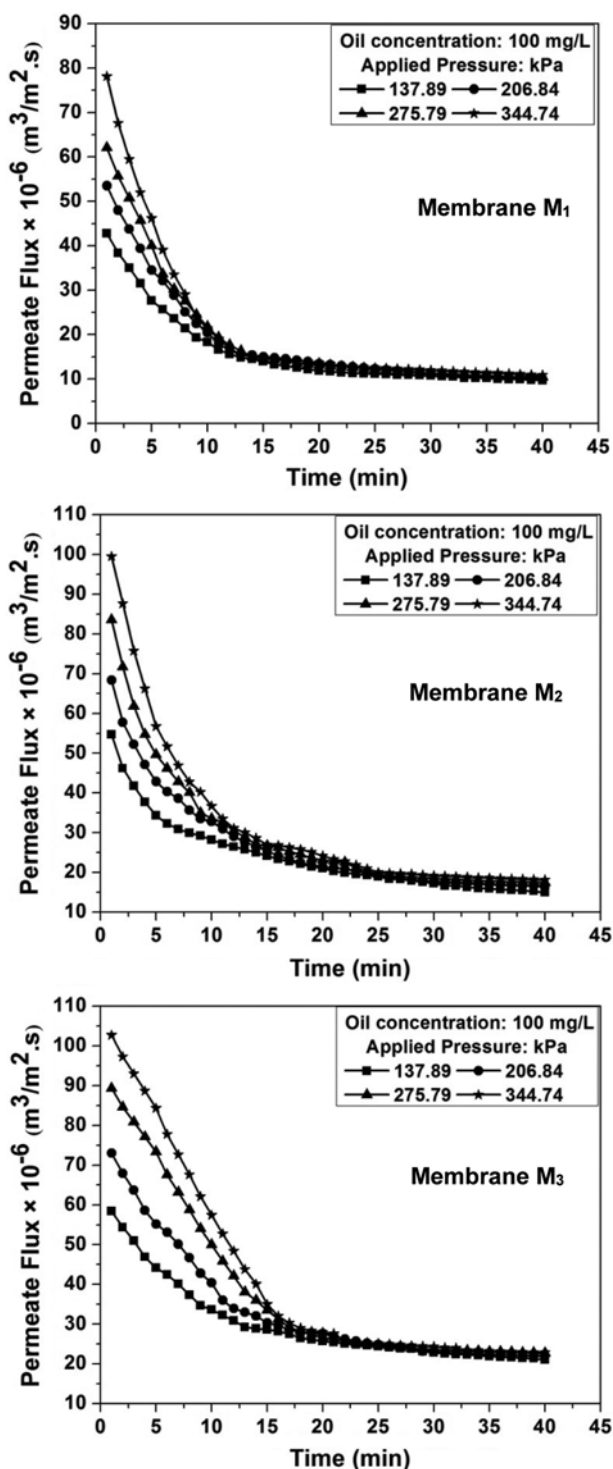 90
80
70
60
50
40
30
20
10
0
Permeate Flux × 10⁻⁶ (m³/m².s)
Oil concentration: 100 mg/L
Applied Pressure: kPa
137.89 206.84
275.79 344.74
Membrane M₁
0 5 10 15 20 25 30 35 40 45
Time (min)
110
100
90
80
70
60
50
40
30
20
10
Permeate Flux × 10⁻⁶ (m³/m².s)
Oil concentration: 100 mg/L
Applied Pressure: kPa
137.89 206.84
275.79 344.74
Membrane M₂
0 5 10 15 20 25 30 35 40 45
Time (min)
110
100
90
80
70
60
50
40
30
20
10
Permeate Flux × 10⁻⁶ (m³/m².s)
Oil concentration: 100 mg/L
Applied Pressure: kPa
137.89 206.84
275.79 344.74
Membrane M₃
0 5 10 15 20 25 30 35 40 45
Time (min)